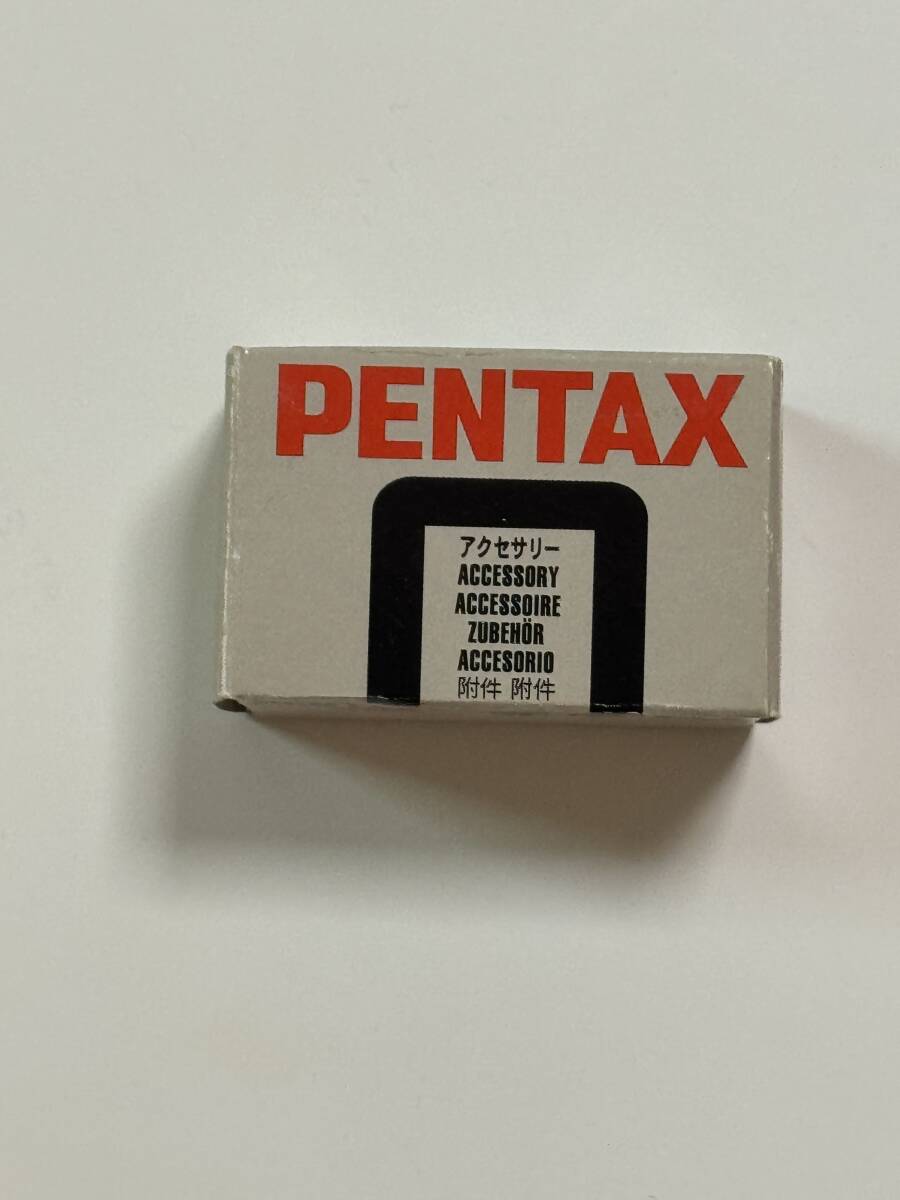 PENTAX
アクセサリー
ACCESSORY
ACCESSOIRE
ZUBEHÖR
ACCESORIO
附件 附件